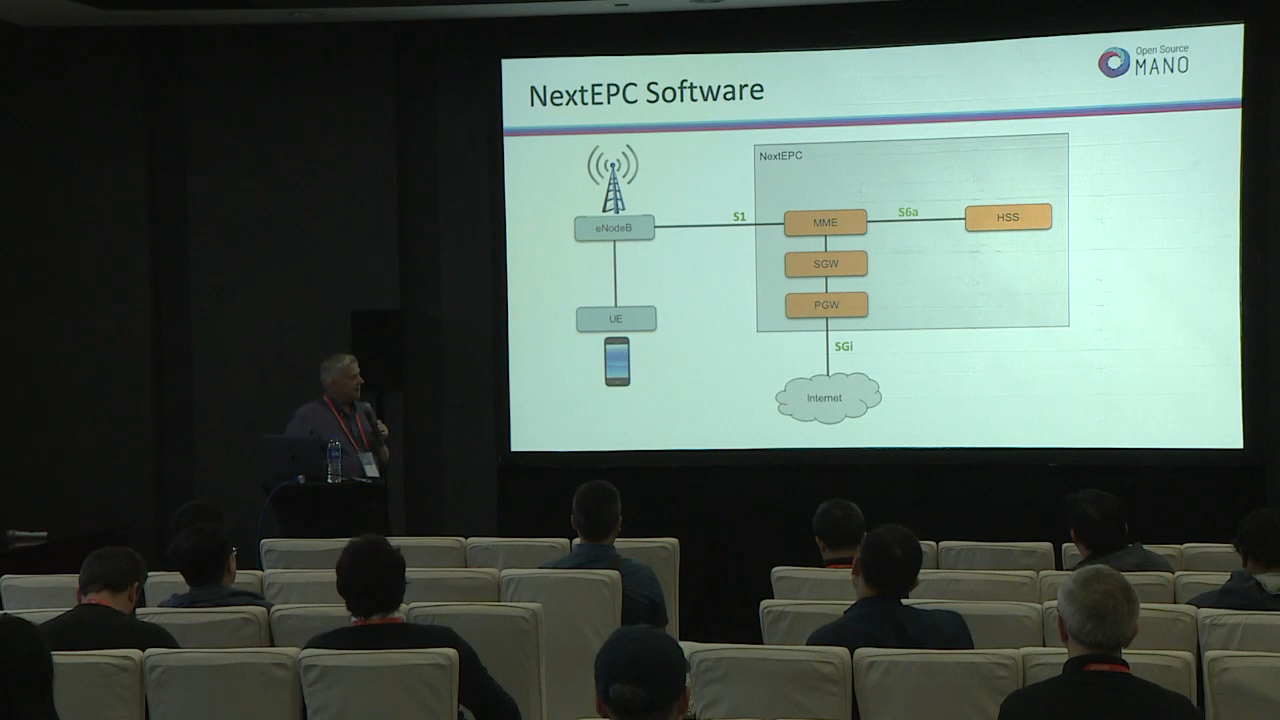 NextEPC Software
Open Source
MANO
NextEPC
eNodeB
S1
MME
S6a
HSS
SGW
UE
PGW
SGi
Internet